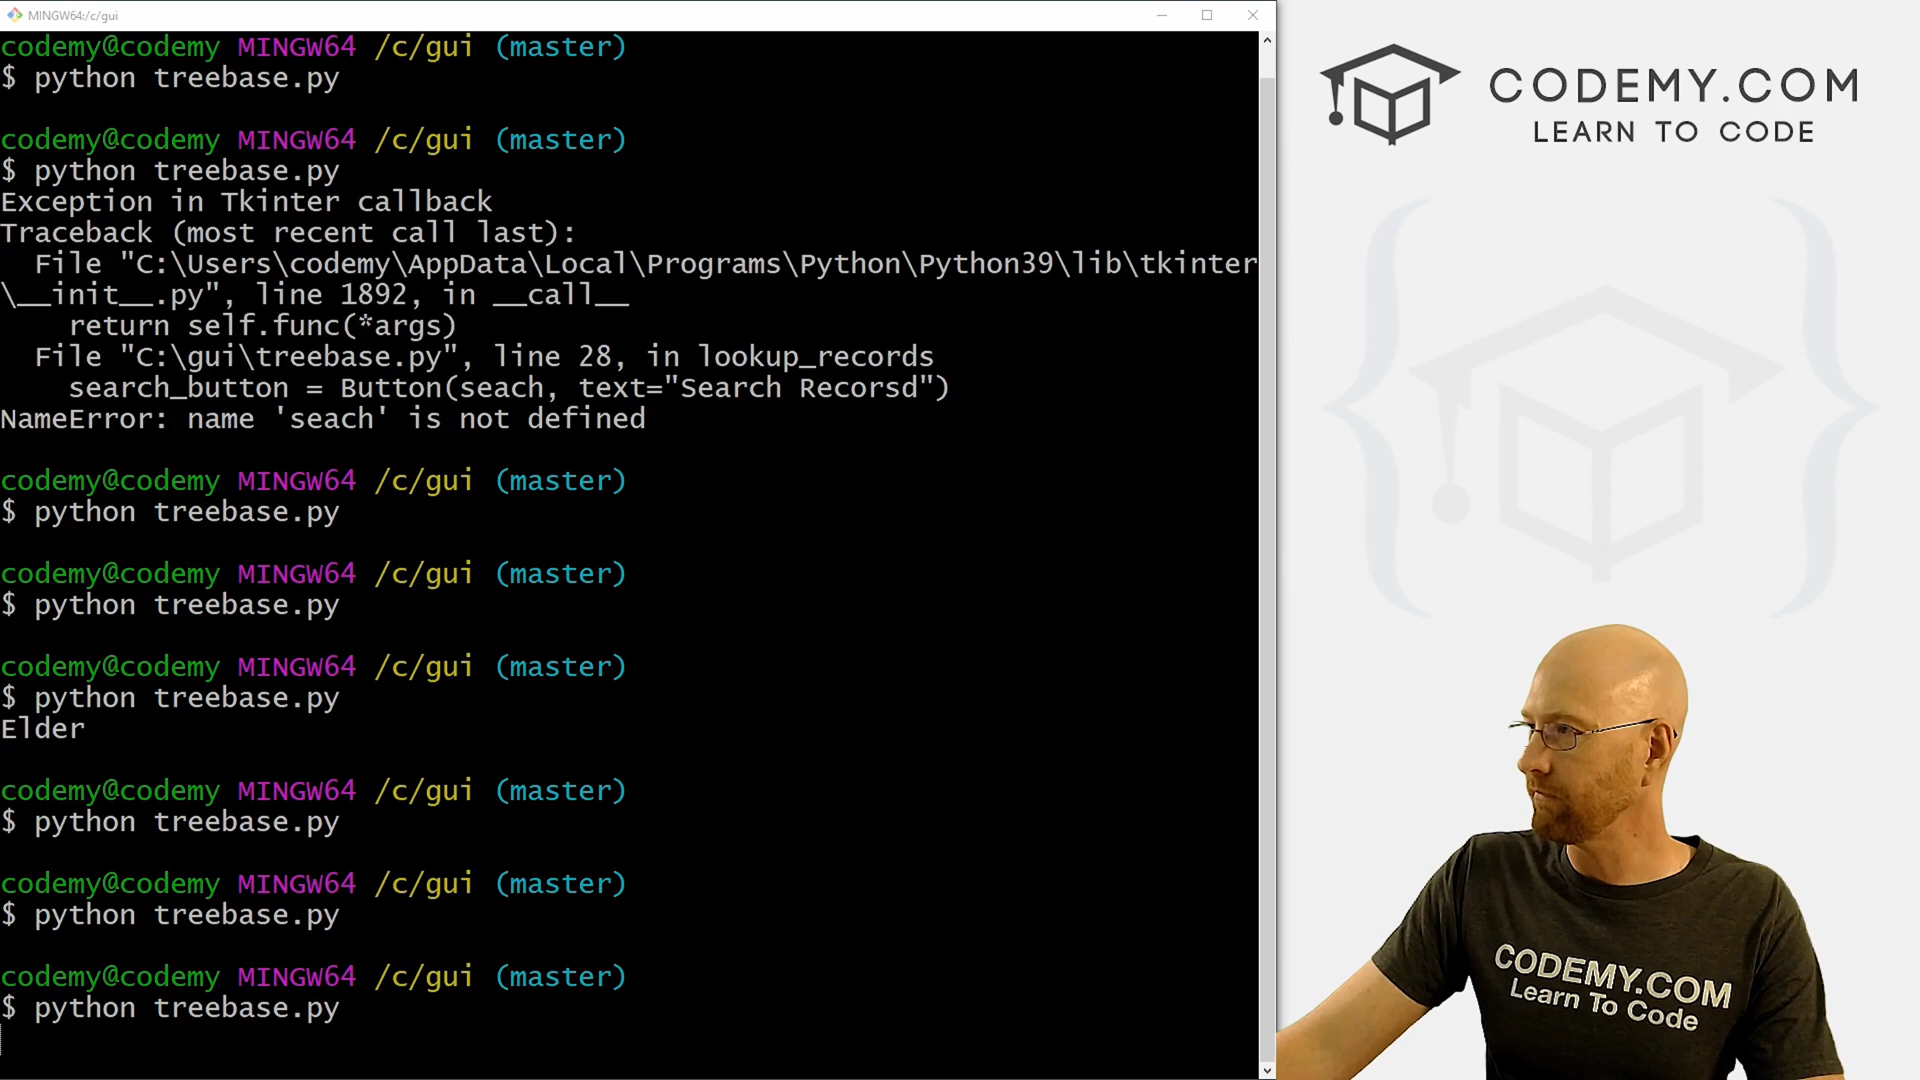 MINGW64:/c/gui
codemy@codemy MINGW64 /c/gui (master)
$ python treebase.py
codemy@codemy MINGW64 /c/gui (master)
$ python treebase.py
Exception in Tkinter callback
Traceback (most recent call last):
  File "C:\Users\codemy\AppData\Local\Programs\Python\Python39\lib\tkinter
\__init__.py", line 1892, in __call__
    return self.func(*args)
  File "C:\gui\treebase.py", line 28, in lookup_records
    search_button = Button(seach, text="Search Recorsd")
NameError: name 'seach' is not defined
codemy@codemy MINGW64 /c/gui (master)
$ python treebase.py
codemy@codemy MINGW64 /c/gui (master)
$ python treebase.py
codemy@codemy MINGW64 /c/gui (master)
$ python treebase.py
Elder
codemy@codemy MINGW64 /c/gui (master)
$ python treebase.py
codemy@codemy MINGW64 /c/gui (master)
$ python treebase.py
codemy@codemy MINGW64 /c/gui (master)
$ python treebase.py
CODEMY.COM
LEARN TO CODE
CODEMY.COM
Learn To Code